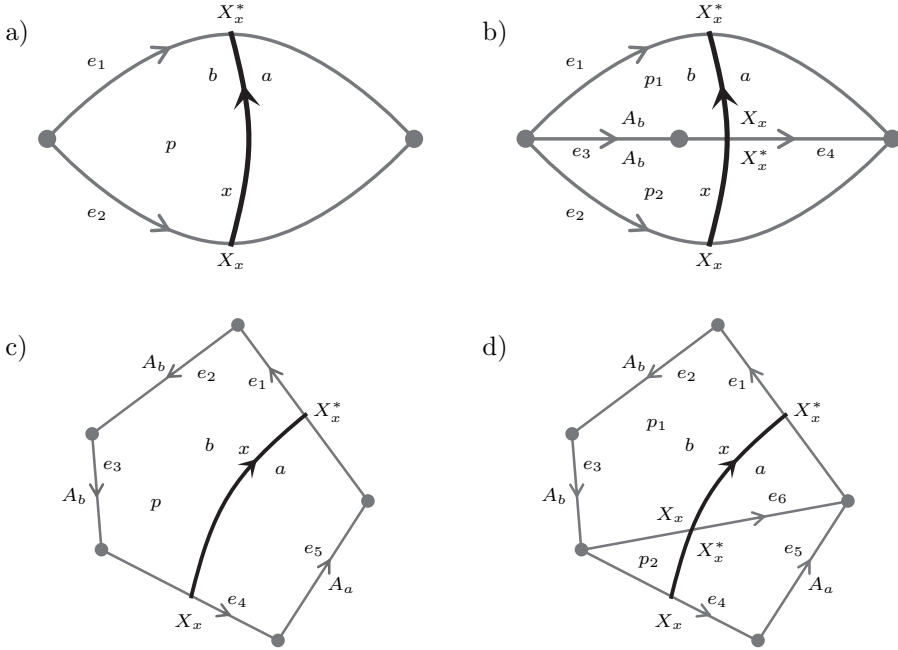 a)
X_x^*
e_1
b
a
p
x
e_2
X_x
b)
X_x^*
e_1
p_1
b
a
A_b
X_x
e_3
A_b
X_x^*
e_4
p_2
x
e_2
X_x
c)
A_b
e_2
e_1
X_x^*
b
x
a
e_3
A_b
p
e_5
A_a
e_4
X_x
d)
A_b
e_2
e_1
X_x^*
p_1
b
x
a
e_3
A_b
e_6
X_x
X_x^*
p_2
e_5
A_a
e_4
X_x